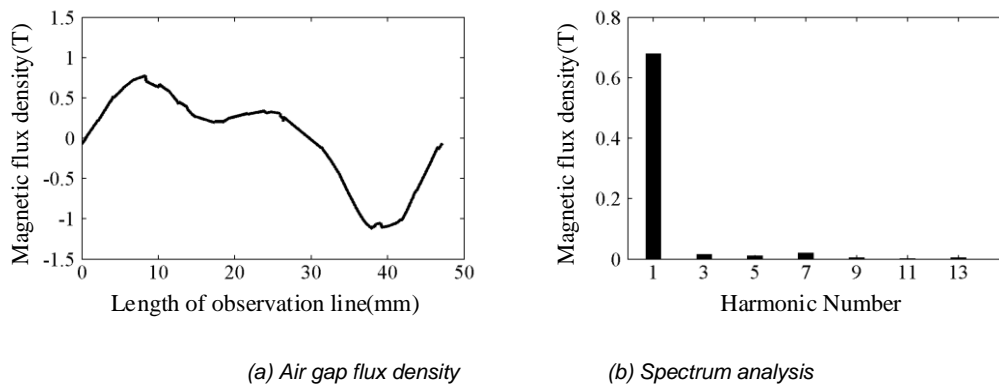 Magnetic flux density(T)
1.5
1
0.5
0
-0.5
-1
-1.5
0 10 20 30 40 50
Length of observation line(mm)
Magnetic flux density(T)
0.8
0.6
0.4
0.2
0
1 3 5 7 9 11 13
Harmonic Number
(a) Air gap flux density
(b) Spectrum analysis